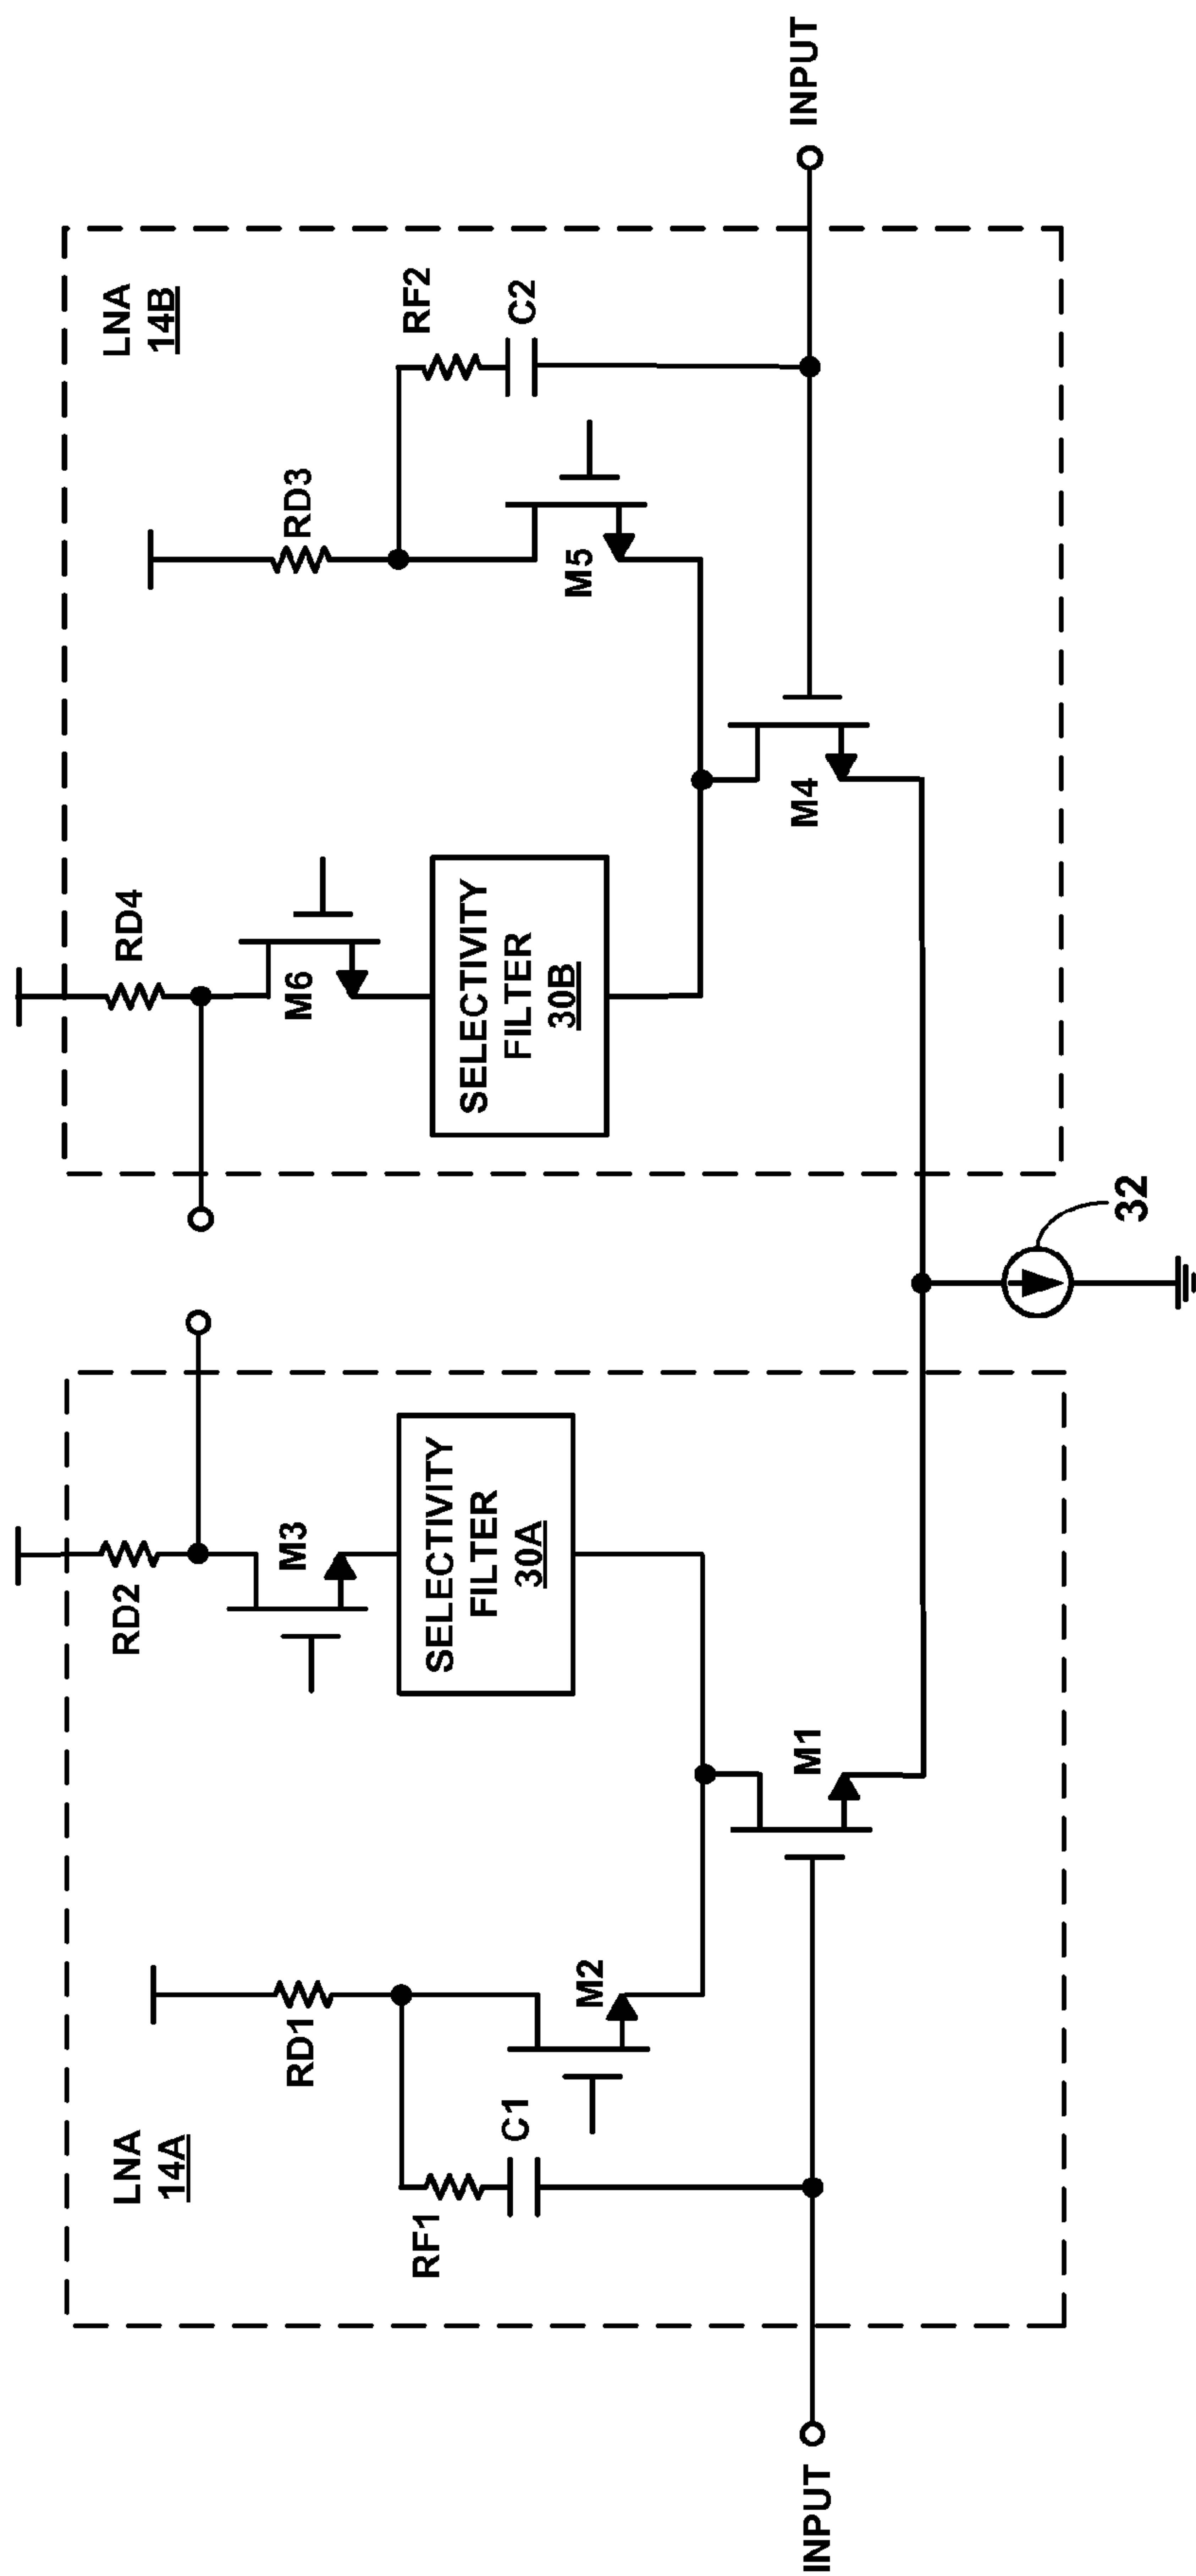 LNA
14A
RD1
RF1
C1
M2
RD2
M3
SELECTIVITY
FILTER
30A
M1
INPUT
LNA
14B
RD4
M6
SELECTIVITY
FILTER
30B
RD3
RF2
C2
M5
M4
INPUT
32